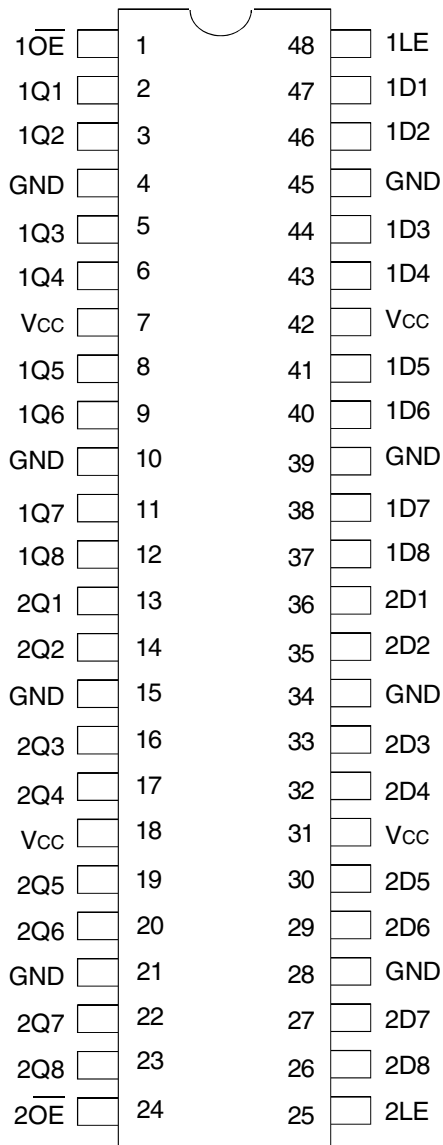 1O̅E̅ 1 48 1LE
1Q1 2 47 1D1
1Q2 3 46 1D2
GND 4 45 GND
1Q3 5 44 1D3
1Q4 6 43 1D4
VCC 7 42 VCC
1Q5 8 41 1D5
1Q6 9 40 1D6
GND 10 39 GND
1Q7 11 38 1D7
1Q8 12 37 1D8
2Q1 13 36 2D1
2Q2 14 35 2D2
GND 15 34 GND
2Q3 16 33 2D3
2Q4 17 32 2D4
VCC 18 31 VCC
2Q5 19 30 2D5
2Q6 20 29 2D6
GND 21 28 GND
2Q7 22 27 2D7
2Q8 23 26 2D8
2O̅E̅ 24 25 2LE